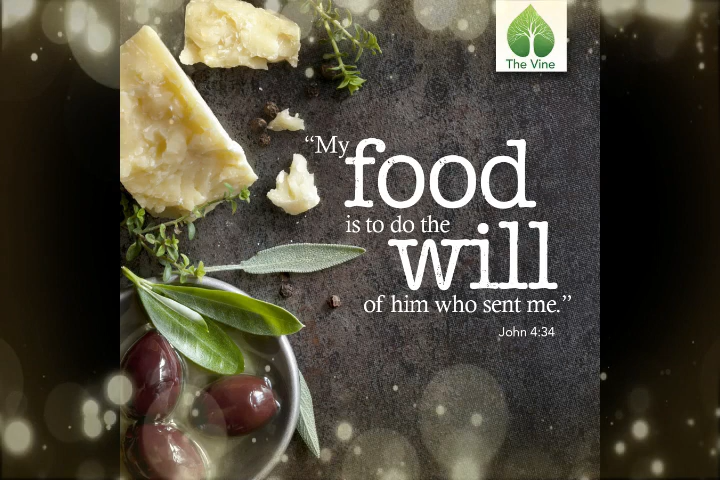 The Vine
“My
food
is to do the
will
of him who sent me.”
John 4:34